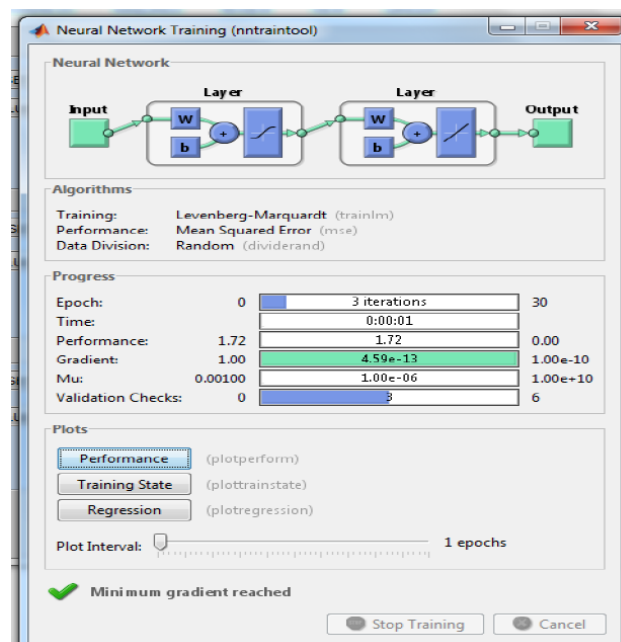 Neural Network Training (nntraintool)
Neural Network
Layer Layer
Input Output
W W
b b
+ +
Algorithms
Training: Levenberg-Marquardt (trainlm)
Performance: Mean Squared Error (mse)
Data Division: Random (dividerand)
Progress
Epoch: 0 3 iterations 30
Time: 0:00:01
Performance: 1.72 1.72 0.00
Gradient: 1.00 4.59e-13 1.00e-10
Mu: 0.00100 1.00e-06 1.00e+10
Validation Checks: 0 3 6
Plots
Performance (plotperform)
Training State (plottrainstate)
Regression (plotregression)
Plot Interval: 1 epochs
Minimum gradient reached
Stop Training Cancel